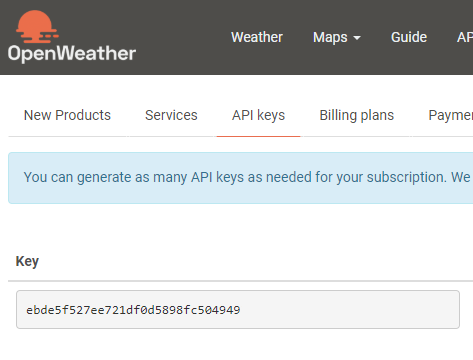 OpenWeather
Weather Maps Guide AP
New Products Services API keys Billing plans Paymen
You can generate as many API keys as needed for your subscription. We
Key
ebde5f527ee721df0d5898fc504949